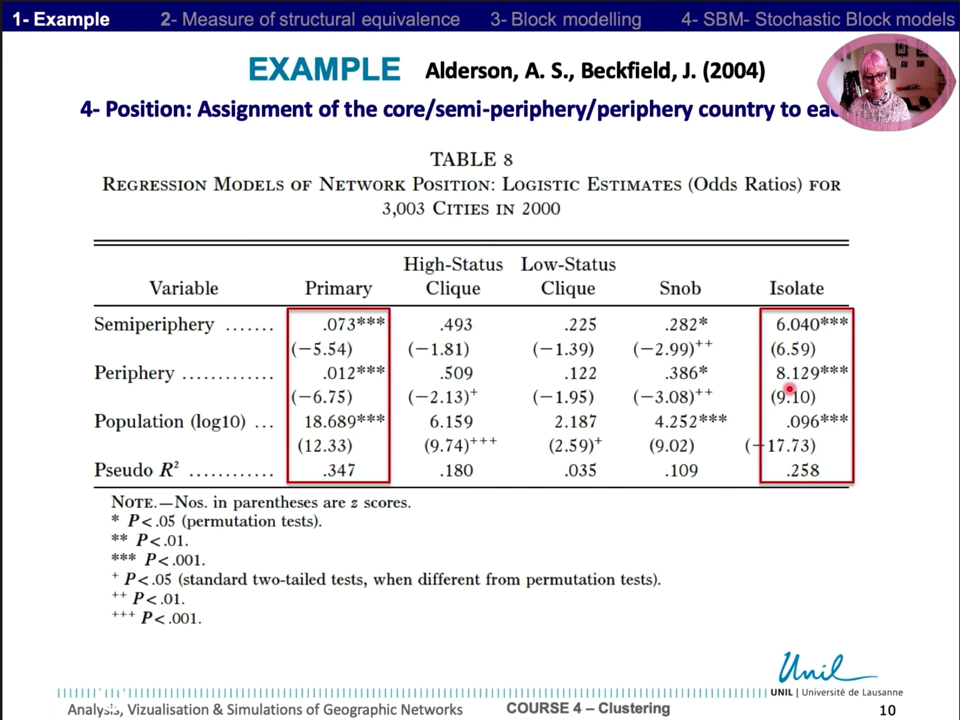 1- Example 2- Measure of structural equivalence 3- Block modelling 4- SBM- Stochastic Block models
EXAMPLE Alderson, A. S., Beckfield, J. (2004)
4- Position: Assignment of the core/semi-periphery/periphery country to
TABLE 8
Regression Models of Network Position: Logistic Estimates (Odds Ratios) for
3,003 Cities in 2000
High-Status Low-Status
Variable Primary Clique Clique Snob Isolate
Semiperiphery ....... .073*** .493 .225 .282* 6.040***
(−5.54) (−1.81) (−1.39) (−2.99)++ (6.59)
Periphery ............. .012*** .509 .122 .386* 8.129***
(−6.75) (−2.13)+ (−1.95) (−3.08)++ (9.10)
Population (log10) ... 18.689*** 6.159 2.187 4.252*** .096***
(12.33) (9.74)+++ (2.59)+ (9.02) (−17.73)
Pseudo R² ............ .347 .180 .035 .109 .258
Note.—Nos. in parentheses are z scores.
* P<.05 (permutation tests).
** P<.01.
*** P<.001.
+ P<.05 (standard two-tailed tests, when different from permutation tests).
++ P<.01.
+++ P<.001.
Unil
UNIL | Université de Lausanne
Analysis, Vizualisation & Simulations of Geographic Networks COURSE 4 – Clustering 10